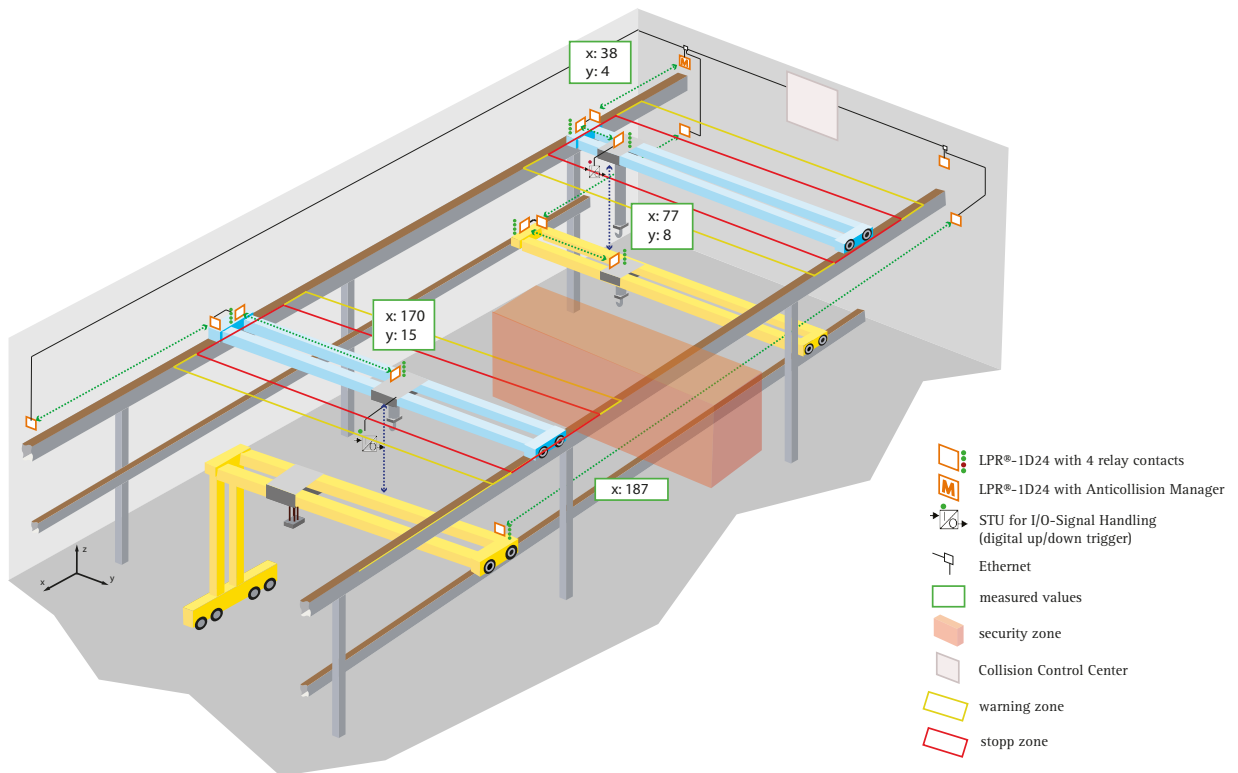 x: 38
y: 4
M
x: 77
y: 8
x: 170
y: 15
x: 187
z
x
y
LPR®-1D24 with 4 relay contacts
M
LPR®-1D24 with Anticollision Manager
I/O
STU for I/O-Signal Handling
(digital up/down trigger)
Ethernet
measured values
security zone
Collision Control Center
warning zone
stopp zone